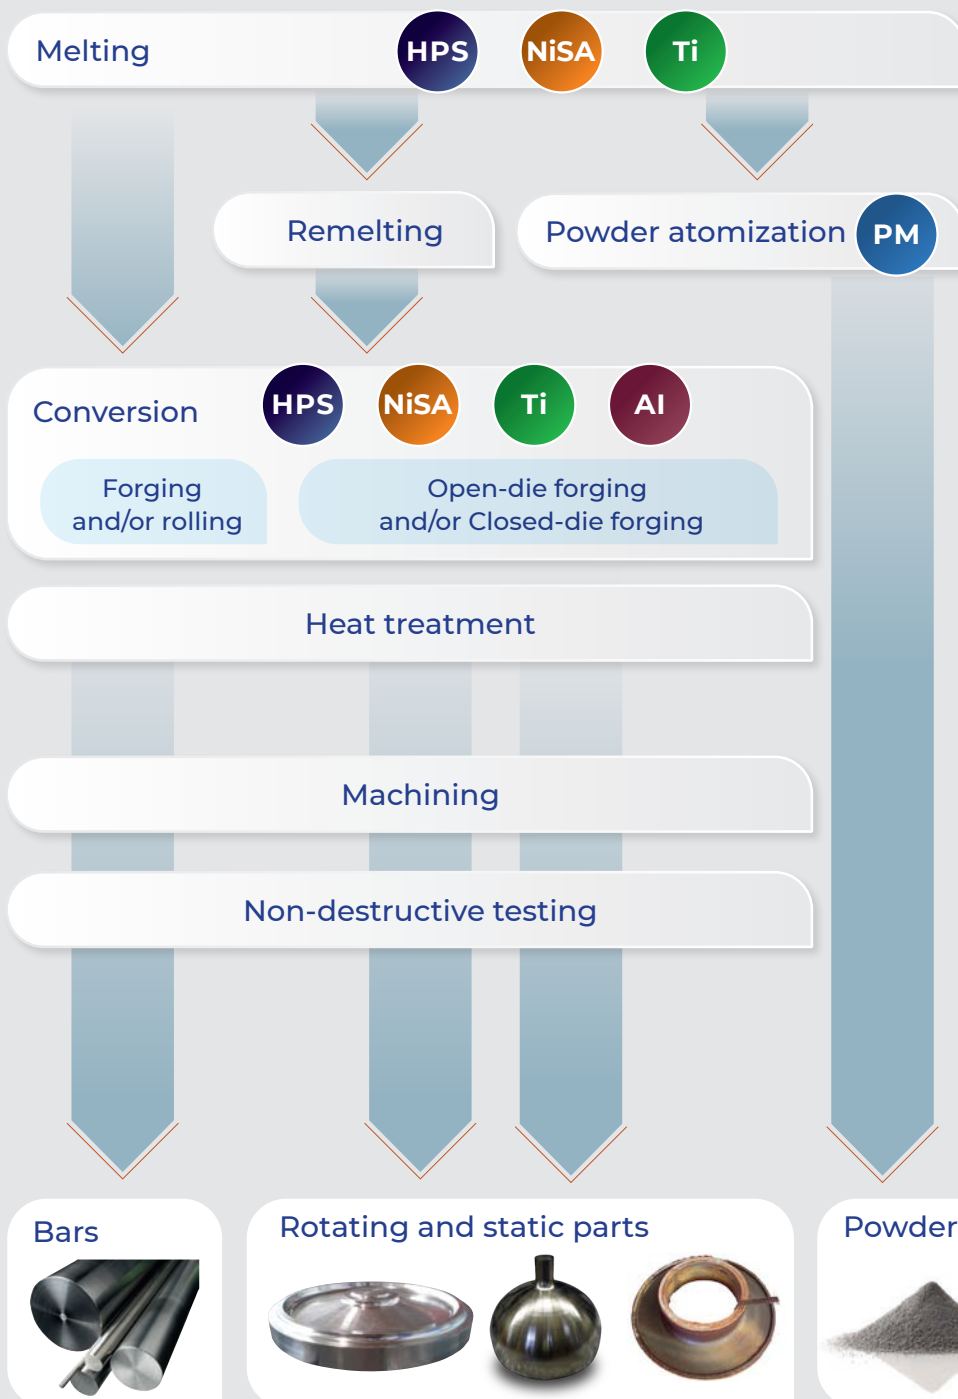 Melting
HPS
NiSA
Ti
Remelting
Powder atomization
PM
Conversion
HPS
NiSA
Ti
Al
Forging
and/or rolling
Open-die forging
and/or Closed-die forging
Heat treatment
Machining
Non-destructive testing
Bars
Rotating and static parts
Powder